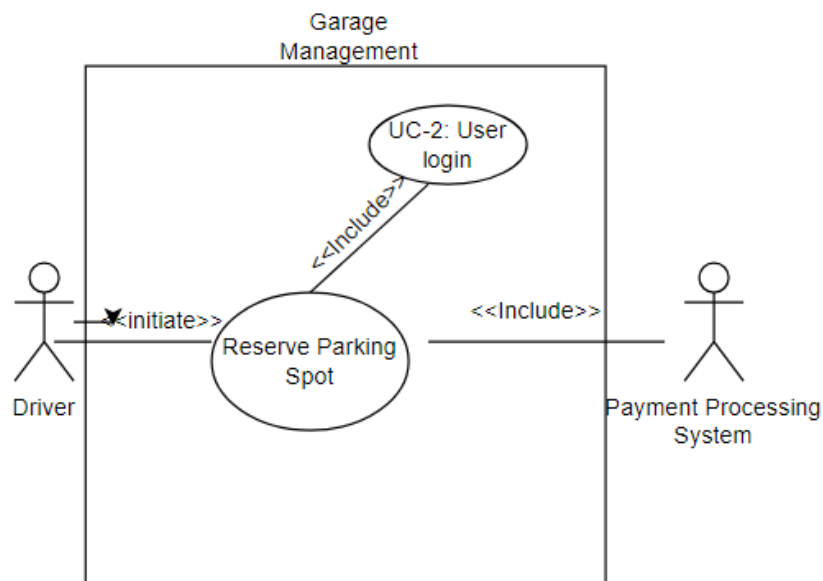 Garage
Management
UC-2: User
login
<<Include>>
<<initiate>>
<<Include>>
Reserve Parking
Spot
Driver
Payment Processing
System